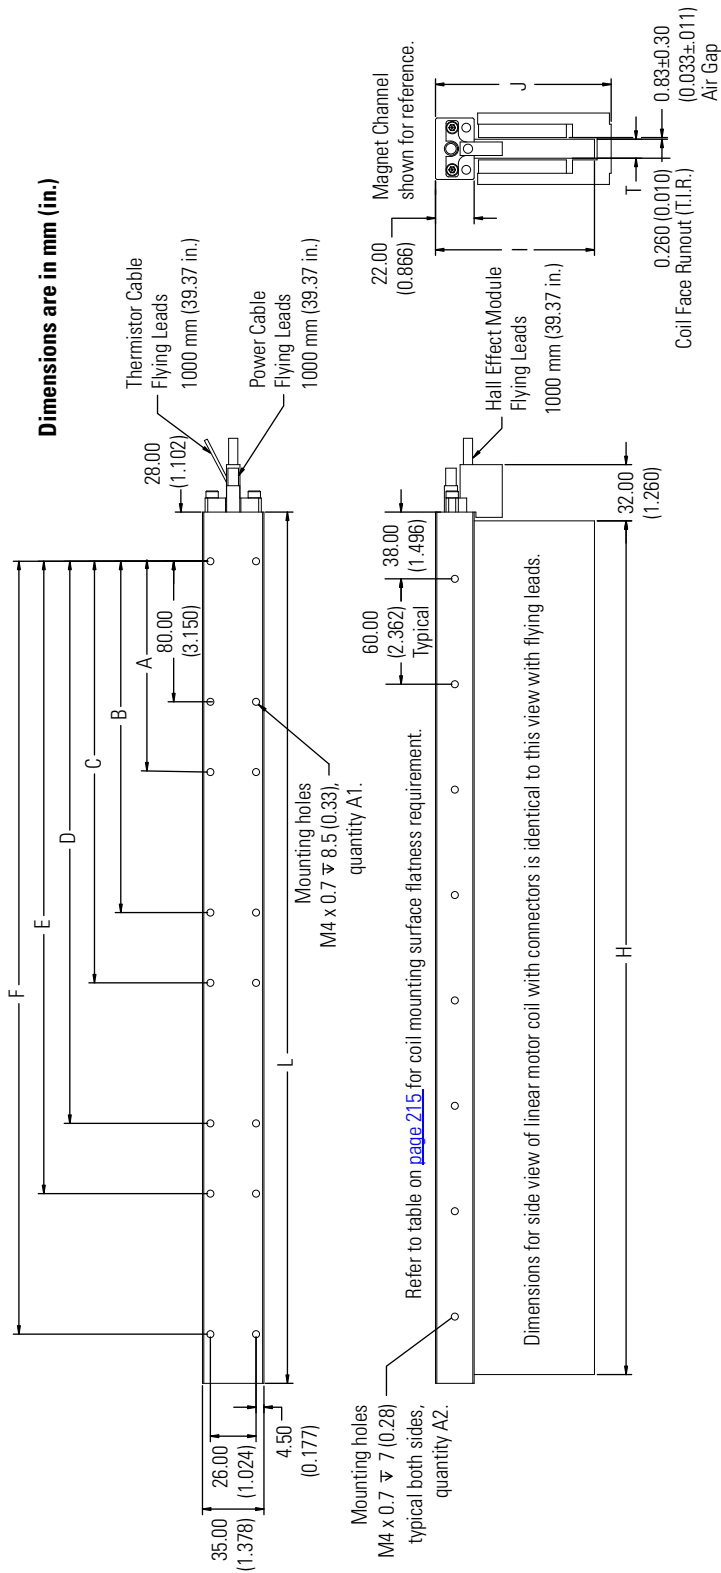 Dimensions are in mm (in.)
F
E
D
C
B
A
80.00
(3.150)
28.00
(1.102)
Thermistor Cable
Flying Leads
1000 mm (39.37 in.)
Power Cable
Flying Leads
1000 mm (39.37 in.)
35.00
(1.378)
26.00
(1.024)
4.50
(0.177)
L
Mounting holes
M4 x 0.7 ↧ 8.5 (0.33),
quantity A1.
Mounting holes
M4 x 0.7 ↧ 7 (0.28)
typical both sides,
quantity A2.
Refer to table on page 215 for coil mounting surface flatness requirement.
60.00
(2.362)
Typical
38.00
(1.496)
Hall Effect Module
Flying Leads
1000 mm (39.37 in.)
Dimensions for side view of linear motor coil with connectors is identical to this view with flying leads.
H
32.00
(1.260)
22.00
(0.866)
Magnet Channel
shown for reference.
I
J
T
0.260 (0.010)
Coil Face Runout (T.I.R.)
0.83±0.30
(0.033±.011)
Air Gap